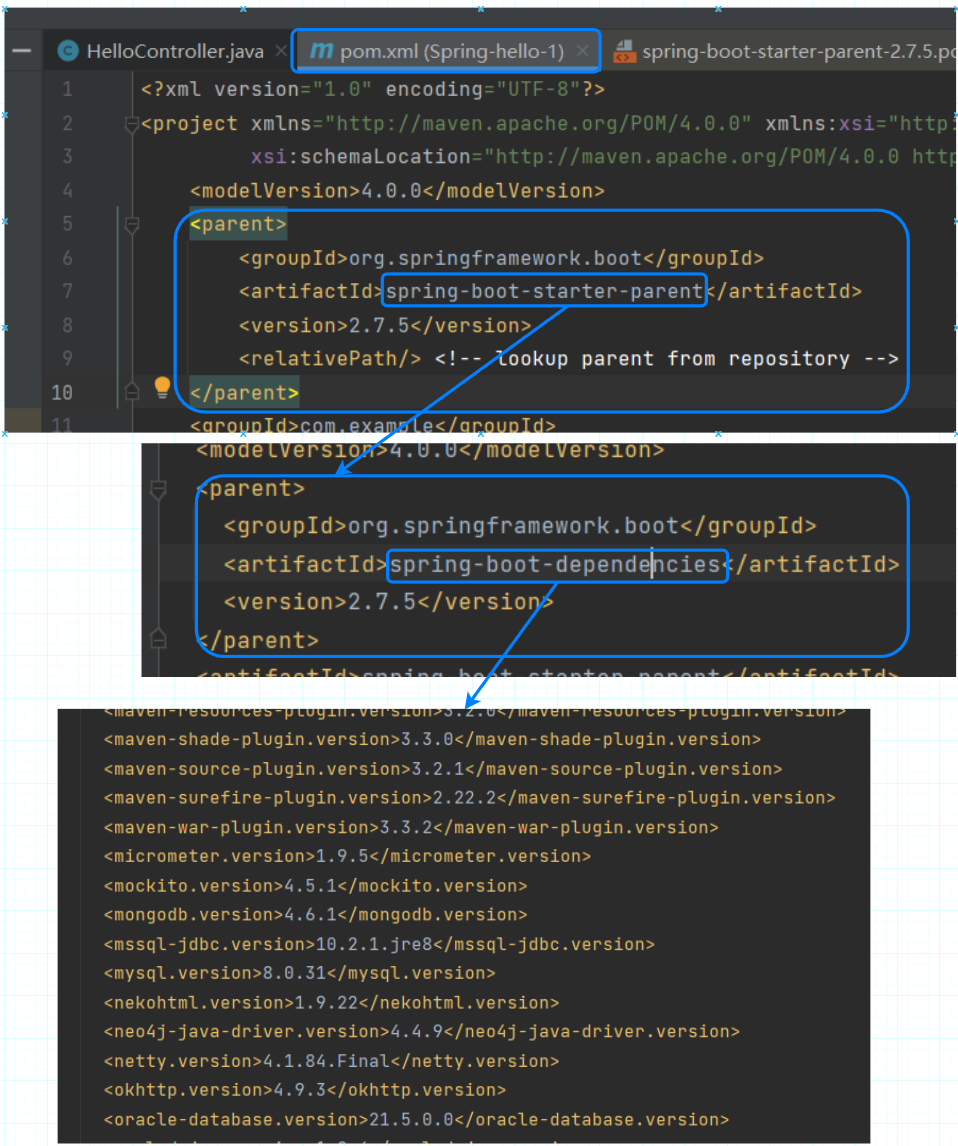 HelloController.java
pom.xml (Spring-hello-1)
spring-boot-starter-parent-2.7.5.po
1 <?xml version="1.0" encoding="UTF-8"?>
2 <project xmlns="http://maven.apache.org/POM/4.0.0" xmlns:xsi="http:
3 xsi:schemaLocation="http://maven.apache.org/POM/4.0.0 http
4 <modelVersion>4.0.0</modelVersion>
5 <parent>
6 <groupId>org.springframework.boot</groupId>
7 <artifactId>spring-boot-starter-parent</artifactId>
8 <version>2.7.5</version>
9 <relativePath/> <!-- lookup parent from repository -->
10 </parent>
11 <groupId>com.example</groupId>
<modelVersion>4.0.0</modelVersion>
<parent>
<groupId>org.springframework.boot</groupId>
<artifactId>spring-boot-dependencies</artifactId>
<version>2.7.5</version>
</parent>
<artifactId>spring-boot-starter-parent</artifactId>
<maven-resources-plugin.version>3.2.0</maven-resources-plugin.version>
<maven-shade-plugin.version>3.3.0</maven-shade-plugin.version>
<maven-source-plugin.version>3.2.1</maven-source-plugin.version>
<maven-surefire-plugin.version>2.22.2</maven-surefire-plugin.version>
<maven-war-plugin.version>3.3.2</maven-war-plugin.version>
<micrometer.version>1.9.5</micrometer.version>
<mockito.version>4.5.1</mockito.version>
<mongodb.version>4.6.1</mongodb.version>
<mssql-jdbc.version>10.2.1.jre8</mssql-jdbc.version>
<mysql.version>8.0.31</mysql.version>
<nekohtml.version>1.9.22</nekohtml.version>
<neo4j-java-driver.version>4.4.9</neo4j-java-driver.version>
<netty.version>4.1.84.Final</netty.version>
<okhttp.version>4.9.3</okhttp.version>
<oracle-database.version>21.5.0.0</oracle-database.version>